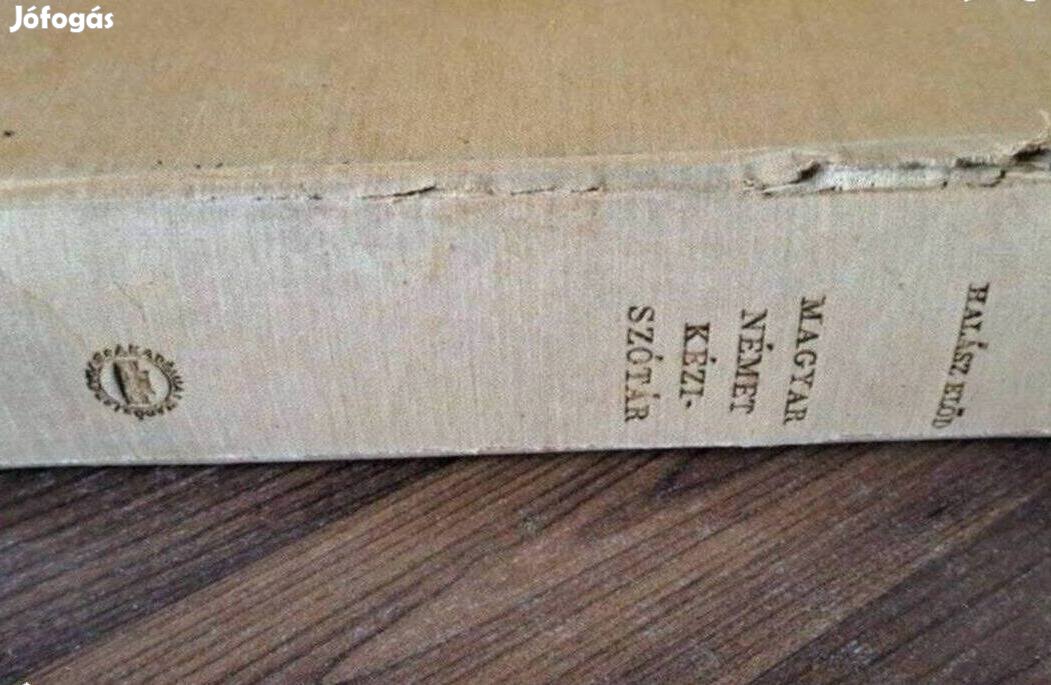 Jófogás
HALÁSZ ELŐD
MAGYAR
NÉMET
KÉZI-
SZÓTÁR